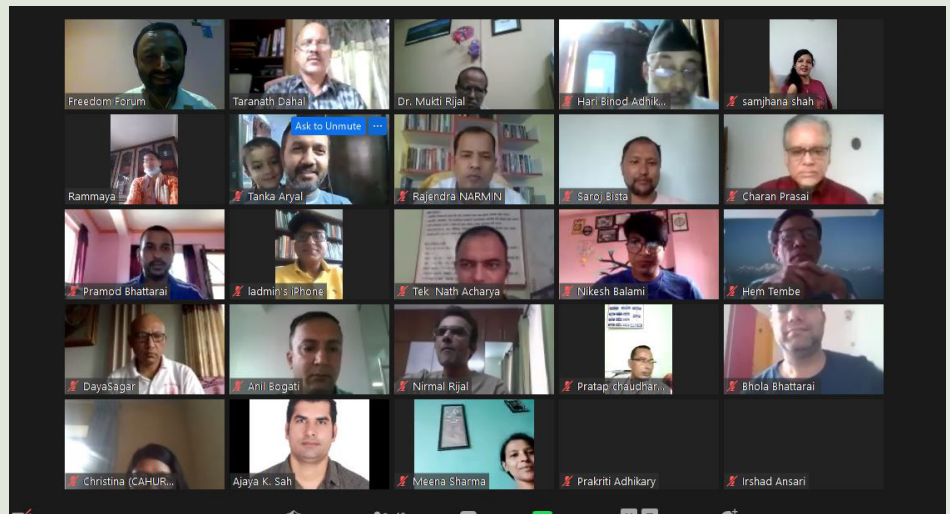 Freedom Forum
Taranath Dahal
Dr. Mukti Rijal
Hari Binod Adhik...
samjhana shah
Rammaya
Ask to Unmute ...
Tanka Aryal
Rajendra NARMIN
Saroj Bista
Charan Prasai
Pramod Bhattarai
ladmin's iPhone
Tek Nath Acharya
Nikesh Balami
Hem Tembe
DayaSagar
Anil Bogati
Nirmal Rijal
Pratap chaudhar...
Bhola Bhattarai
Christina (CAHUR...
Ajaya K. Sah
Meena Sharma
Prakriti Adhikary
Irshad Ansari